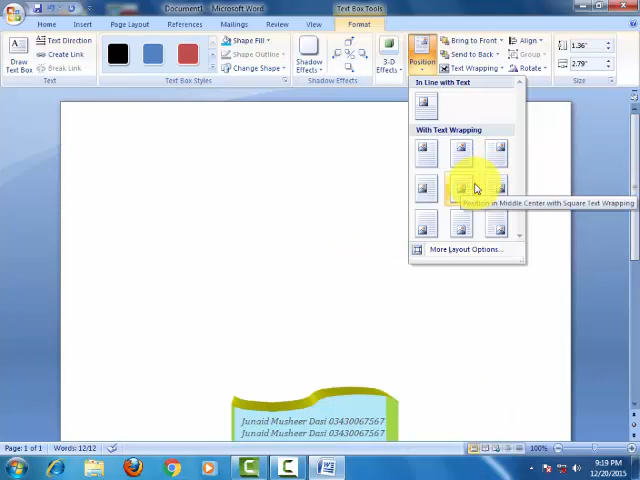 Document1 - Microsoft Word
Text Box Tools
Home
Insert
Page Layout
References
Mailings
Review
View
Format
Draw Text Box
Text Direction
Create Link
Break Link
Text
Shape Fill
Shape Outline
Change Shape
Text Box Styles
Shadow Effects
Shadow Effects
3-D Effects
Position
Bring to Front
Send to Back
Text Wrapping
Align
Group
Rotate
1.36"
2.79"
Size
In Line with Text
With Text Wrapping
Position in Middle Center with Square Text Wrapping
More Layout Options...
Junaid Musheer Dasi 03430067567
Junaid Musheer Dasi 03430067567
Page: 1 of 1
Words: 12/12
100%
9:19 PM
12/20/2015